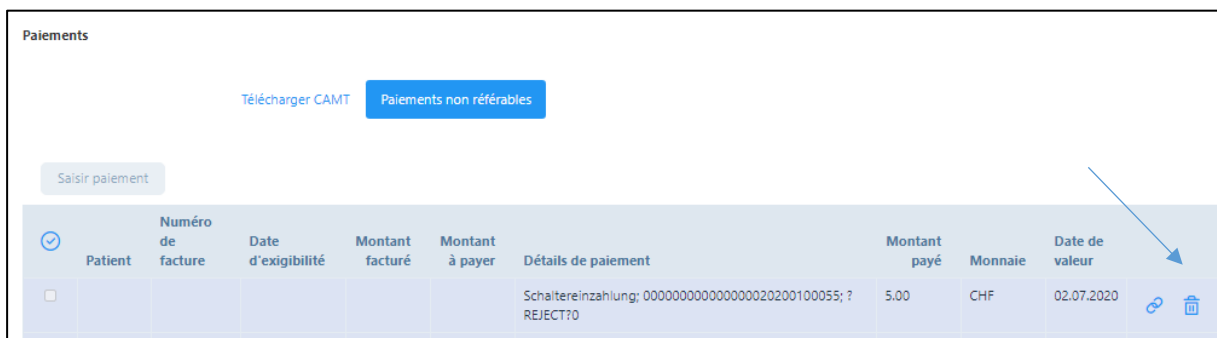 Paiements
Télécharger CAMT Paiements non référables
Saisir paiement
Patient Numéro de facture Date d'exigibilité Montant facturé Montant à payer Détails de paiement Montant payé Monnaie Date de valeur
Schaltereinzahlung; 00000000000000020200100055; ? 5.00 CHF 02.07.2020
REJECT?0